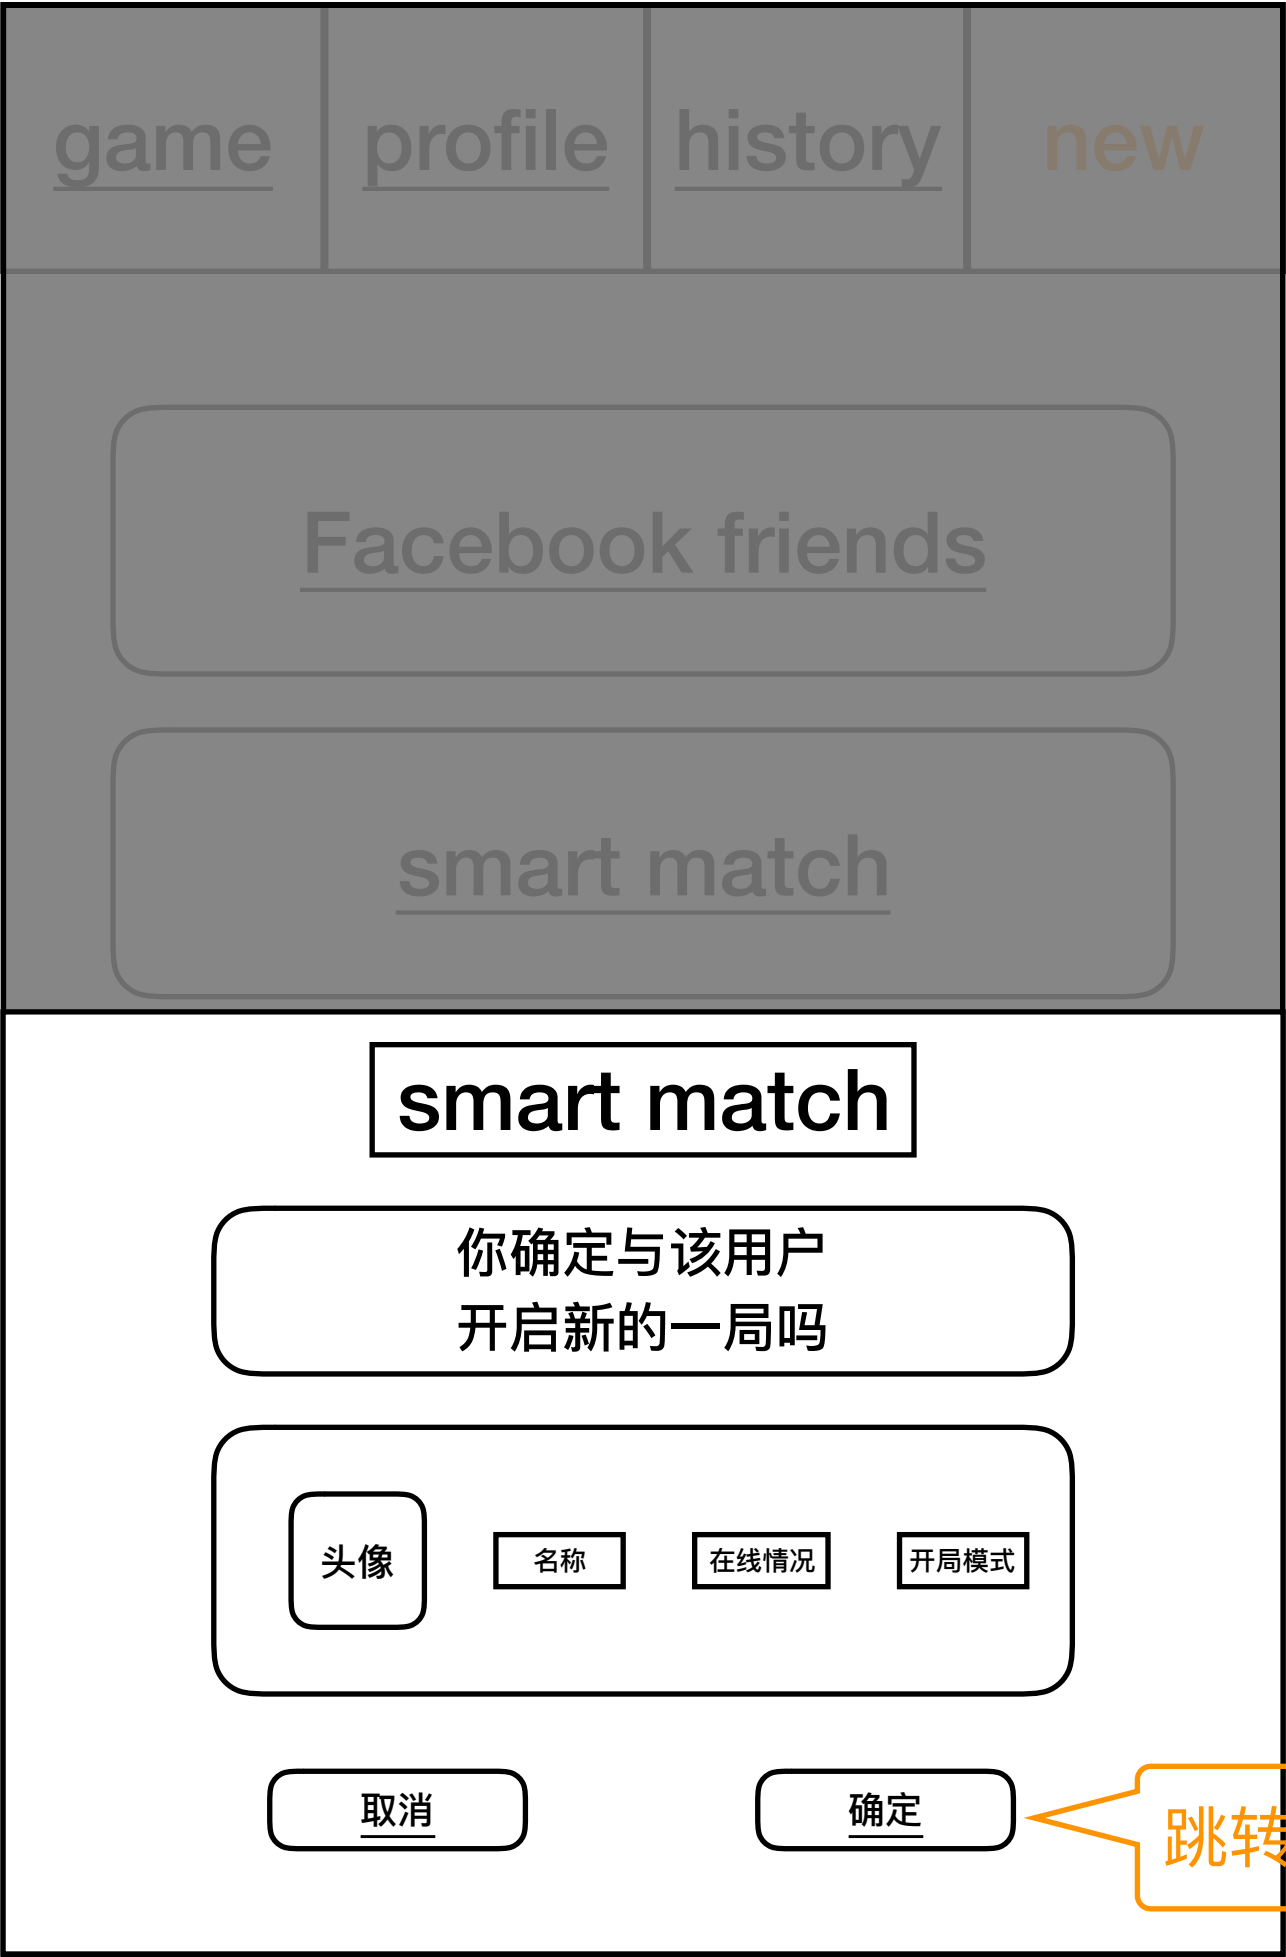 game profile history new
Facebook friends
smart match
smart match
你确定与该用户
开启新的一局吗
头像 名称 在线情况 开局模式
取消 确定
跳转